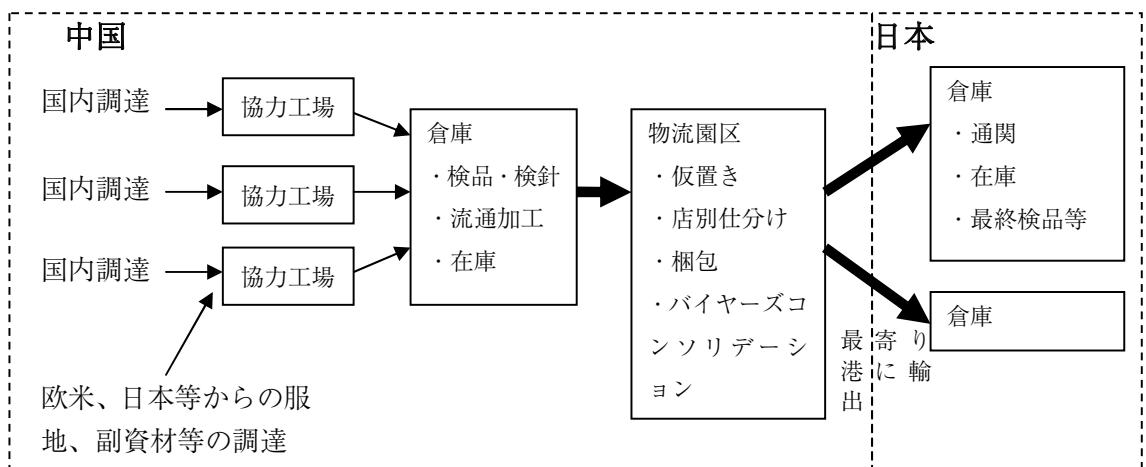 中国
日本
国内調達
協力工場
国内調達
協力工場
国内調達
協力工場
欧米、日本等からの服
地、副資材等の調達
倉庫
・検品・検針
・流通加工
・在庫
物流園区
・仮置き
・店別仕分け
・梱包
・バイヤーズコ
ンソリデーシ
ョン
最寄り
港に輸
出
倉庫
・通関
・在庫
・最終検品等
倉庫